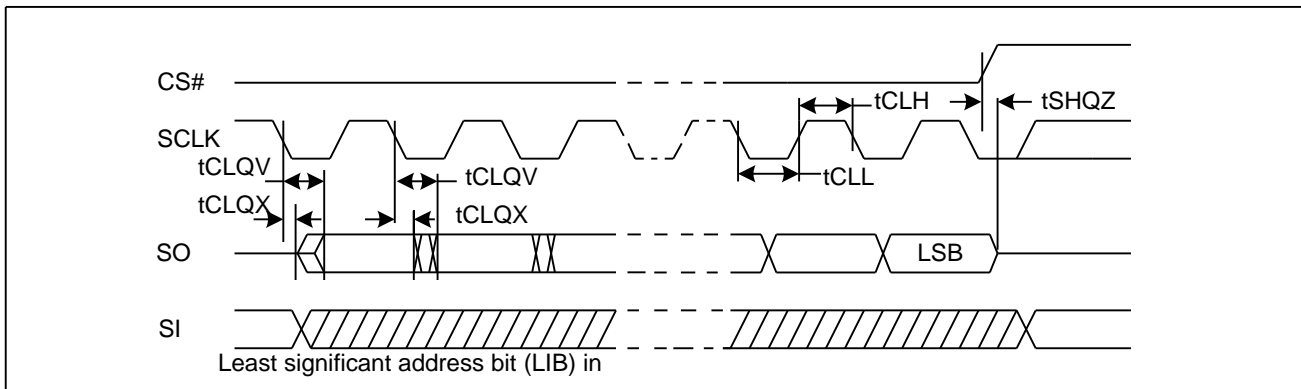 CS#
tCLH
tSHQZ
SCLK
tCLQV
tCLQV
tCLL
tCLQX
tCLQX
SO
LSB
SI
Least significant address bit (LIB) in